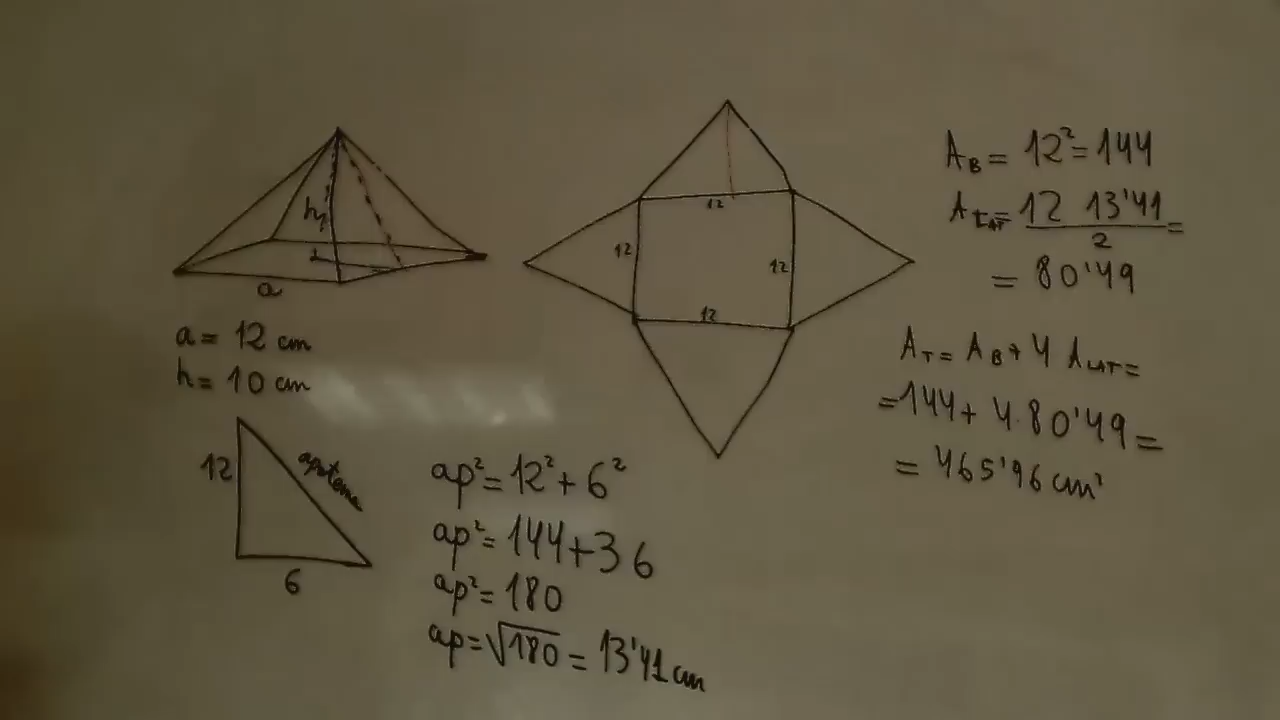 h
a
a = 12 cm
h = 10 cm
12
apotema
6
12
12
12
12
ap² = 12² + 6²
ap² = 144 + 36
ap² = 180
ap = √180 = 13'41 cm
A_B = 12² = 144
A_LAT = 12 13'41 / 2 =
= 80'49
A_T = A_B + 4 A_LAT =
= 144 + 4·80'49 =
= 465'96 cm²